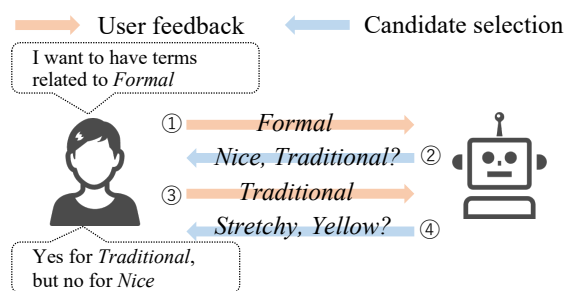 User feedback
Candidate selection
I want to have terms
related to Formal
① Formal
Nice, Traditional? ②
③ Traditional
Stretchy, Yellow? ④
Yes for Traditional,
but no for Nice